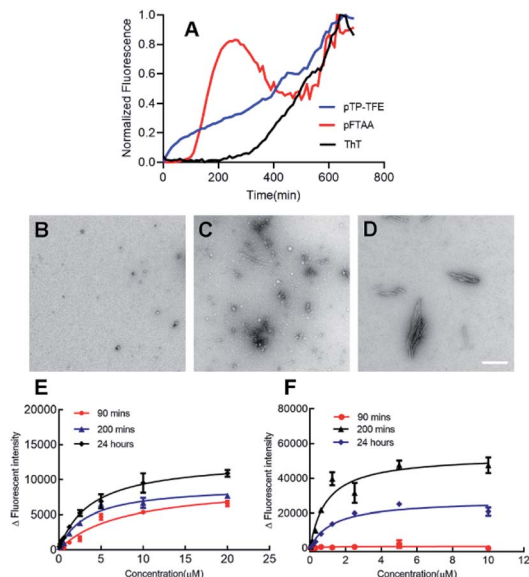 A
Normalized Fluorescence
1.0
0.8
0.6
0.4
0.2
0.0
0 200 400 600 800
Time(min)
pTP-TFE
pFTAA
ThT
B
C
D
E
Δ Fluorescent intensity
20000
15000
10000
5000
0
0 5 10 15 20 25
Concentration(uM)
90 mins
200 mins
24 hours
F
Δ Fluorescent intensity
80000
60000
40000
20000
0
0 2 4 6 8 10 12
Concentration(uM)
90 mins
200 mins
24 hours